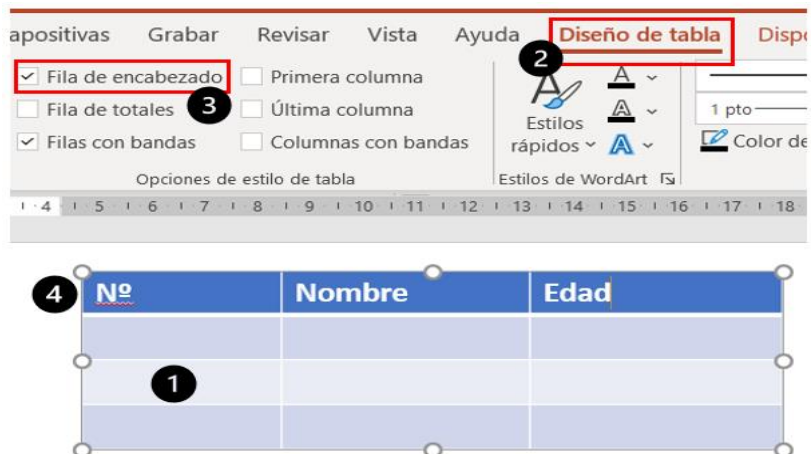 apositivas Grabar Revisar Vista Ayuda Diseño de tabla Dispo
2
Fila de encabezado Primera columna A
Fila de totales 3 Última columna Estilos A 1 pto
Filas con bandas Columnas con bandas rápidos A Color de
Opciones de estilo de tabla Estilos de WordArt
4 5 6 7 8 9 10 11 12 13 14 15 16 17 18
4 Nº Nombre Edad
1